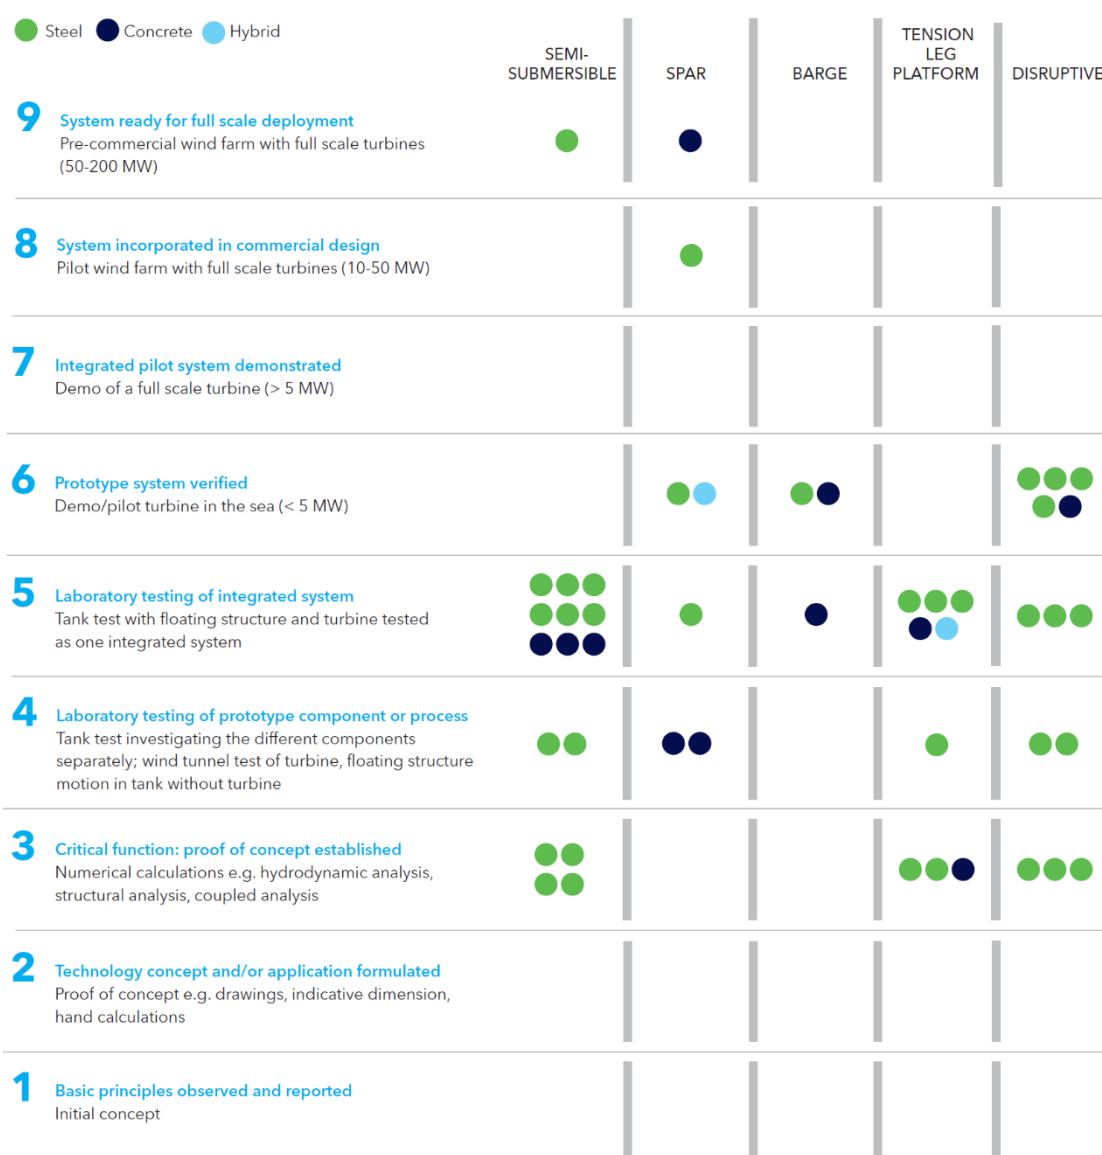 Steel Concrete Hybrid
SEMI-
SUBMERSIBLE
SPAR
BARGE
TENSION
LEG
PLATFORM
DISRUPTIVE
9 System ready for full scale deployment
Pre-commercial wind farm with full scale turbines
(50-200 MW)
8 System incorporated in commercial design
Pilot wind farm with full scale turbines (10-50 MW)
7 Integrated pilot system demonstrated
Demo of a full scale turbine (> 5 MW)
6 Prototype system verified
Demo/pilot turbine in the sea (< 5 MW)
5 Laboratory testing of integrated system
Tank test with floating structure and turbine tested
as one integrated system
4 Laboratory testing of prototype component or process
Tank test investigating the different components
separately; wind tunnel test of turbine, floating structure
motion in tank without turbine
3 Critical function: proof of concept established
Numerical calculations e.g. hydrodynamic analysis,
structural analysis, coupled analysis
2 Technology concept and/or application formulated
Proof of concept e.g. drawings, indicative dimension,
hand calculations
1 Basic principles observed and reported
Initial concept